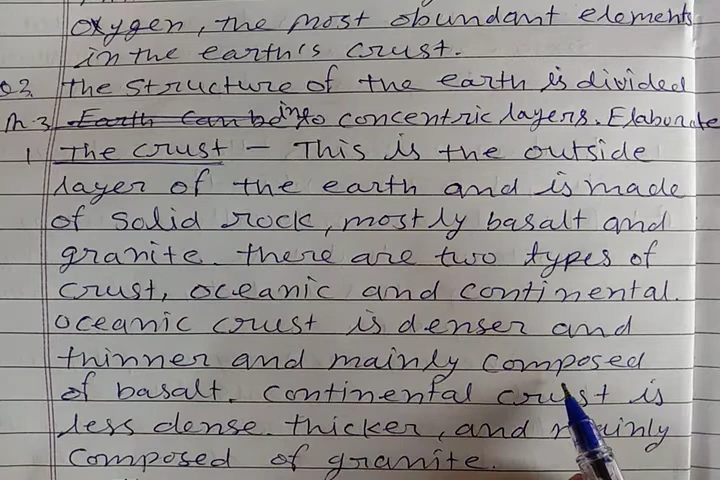 oxygen, the most abundant elements
in the earth's crust.
Q3. The structure of the earth is divided
An.3 Earth can be into concentric layers. Elaborate
1 The crust – This is the outside
layer of the earth and is made
of solid rock, mostly basalt and
granite. There are two types of
crust, oceanic and continental.
oceanic crust is denser and
thinner and mainly composed
of basalt. Continental crust is
less dense. thicker, and mainly
composed of granite.